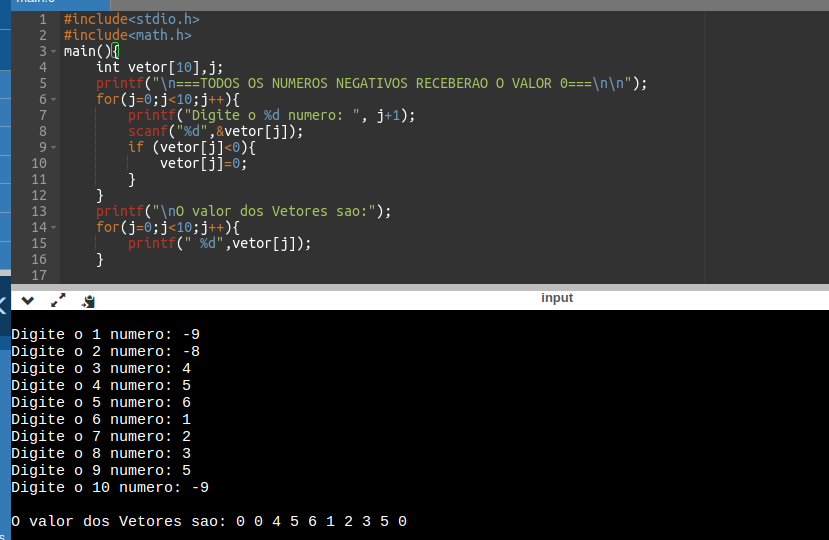 main.c
1 #include<stdio.h>
2 #include<math.h>
3 main(){
4 int vetor[10],j;
5 printf("\n===TODOS OS NUMEROS NEGATIVOS RECEBERAO O VALOR 0===\n\n");
6 for(j=0;j<10;j++){
7 printf("Digite o %d numero: ", j+1);
8 scanf("%d",&vetor[j]);
9 if (vetor[j]<0){
10 vetor[j]=0;
11 }
12 }
13 printf("\nO valor dos Vetores sao:");
14 for(j=0;j<10;j++){
15 printf(" %d",vetor[j]);
16 }
17
input
Digite o 1 numero: -9
Digite o 2 numero: -8
Digite o 3 numero: 4
Digite o 4 numero: 5
Digite o 5 numero: 6
Digite o 6 numero: 1
Digite o 7 numero: 2
Digite o 8 numero: 3
Digite o 9 numero: 5
Digite o 10 numero: -9
O valor dos Vetores sao: 0 0 4 5 6 1 2 3 5 0